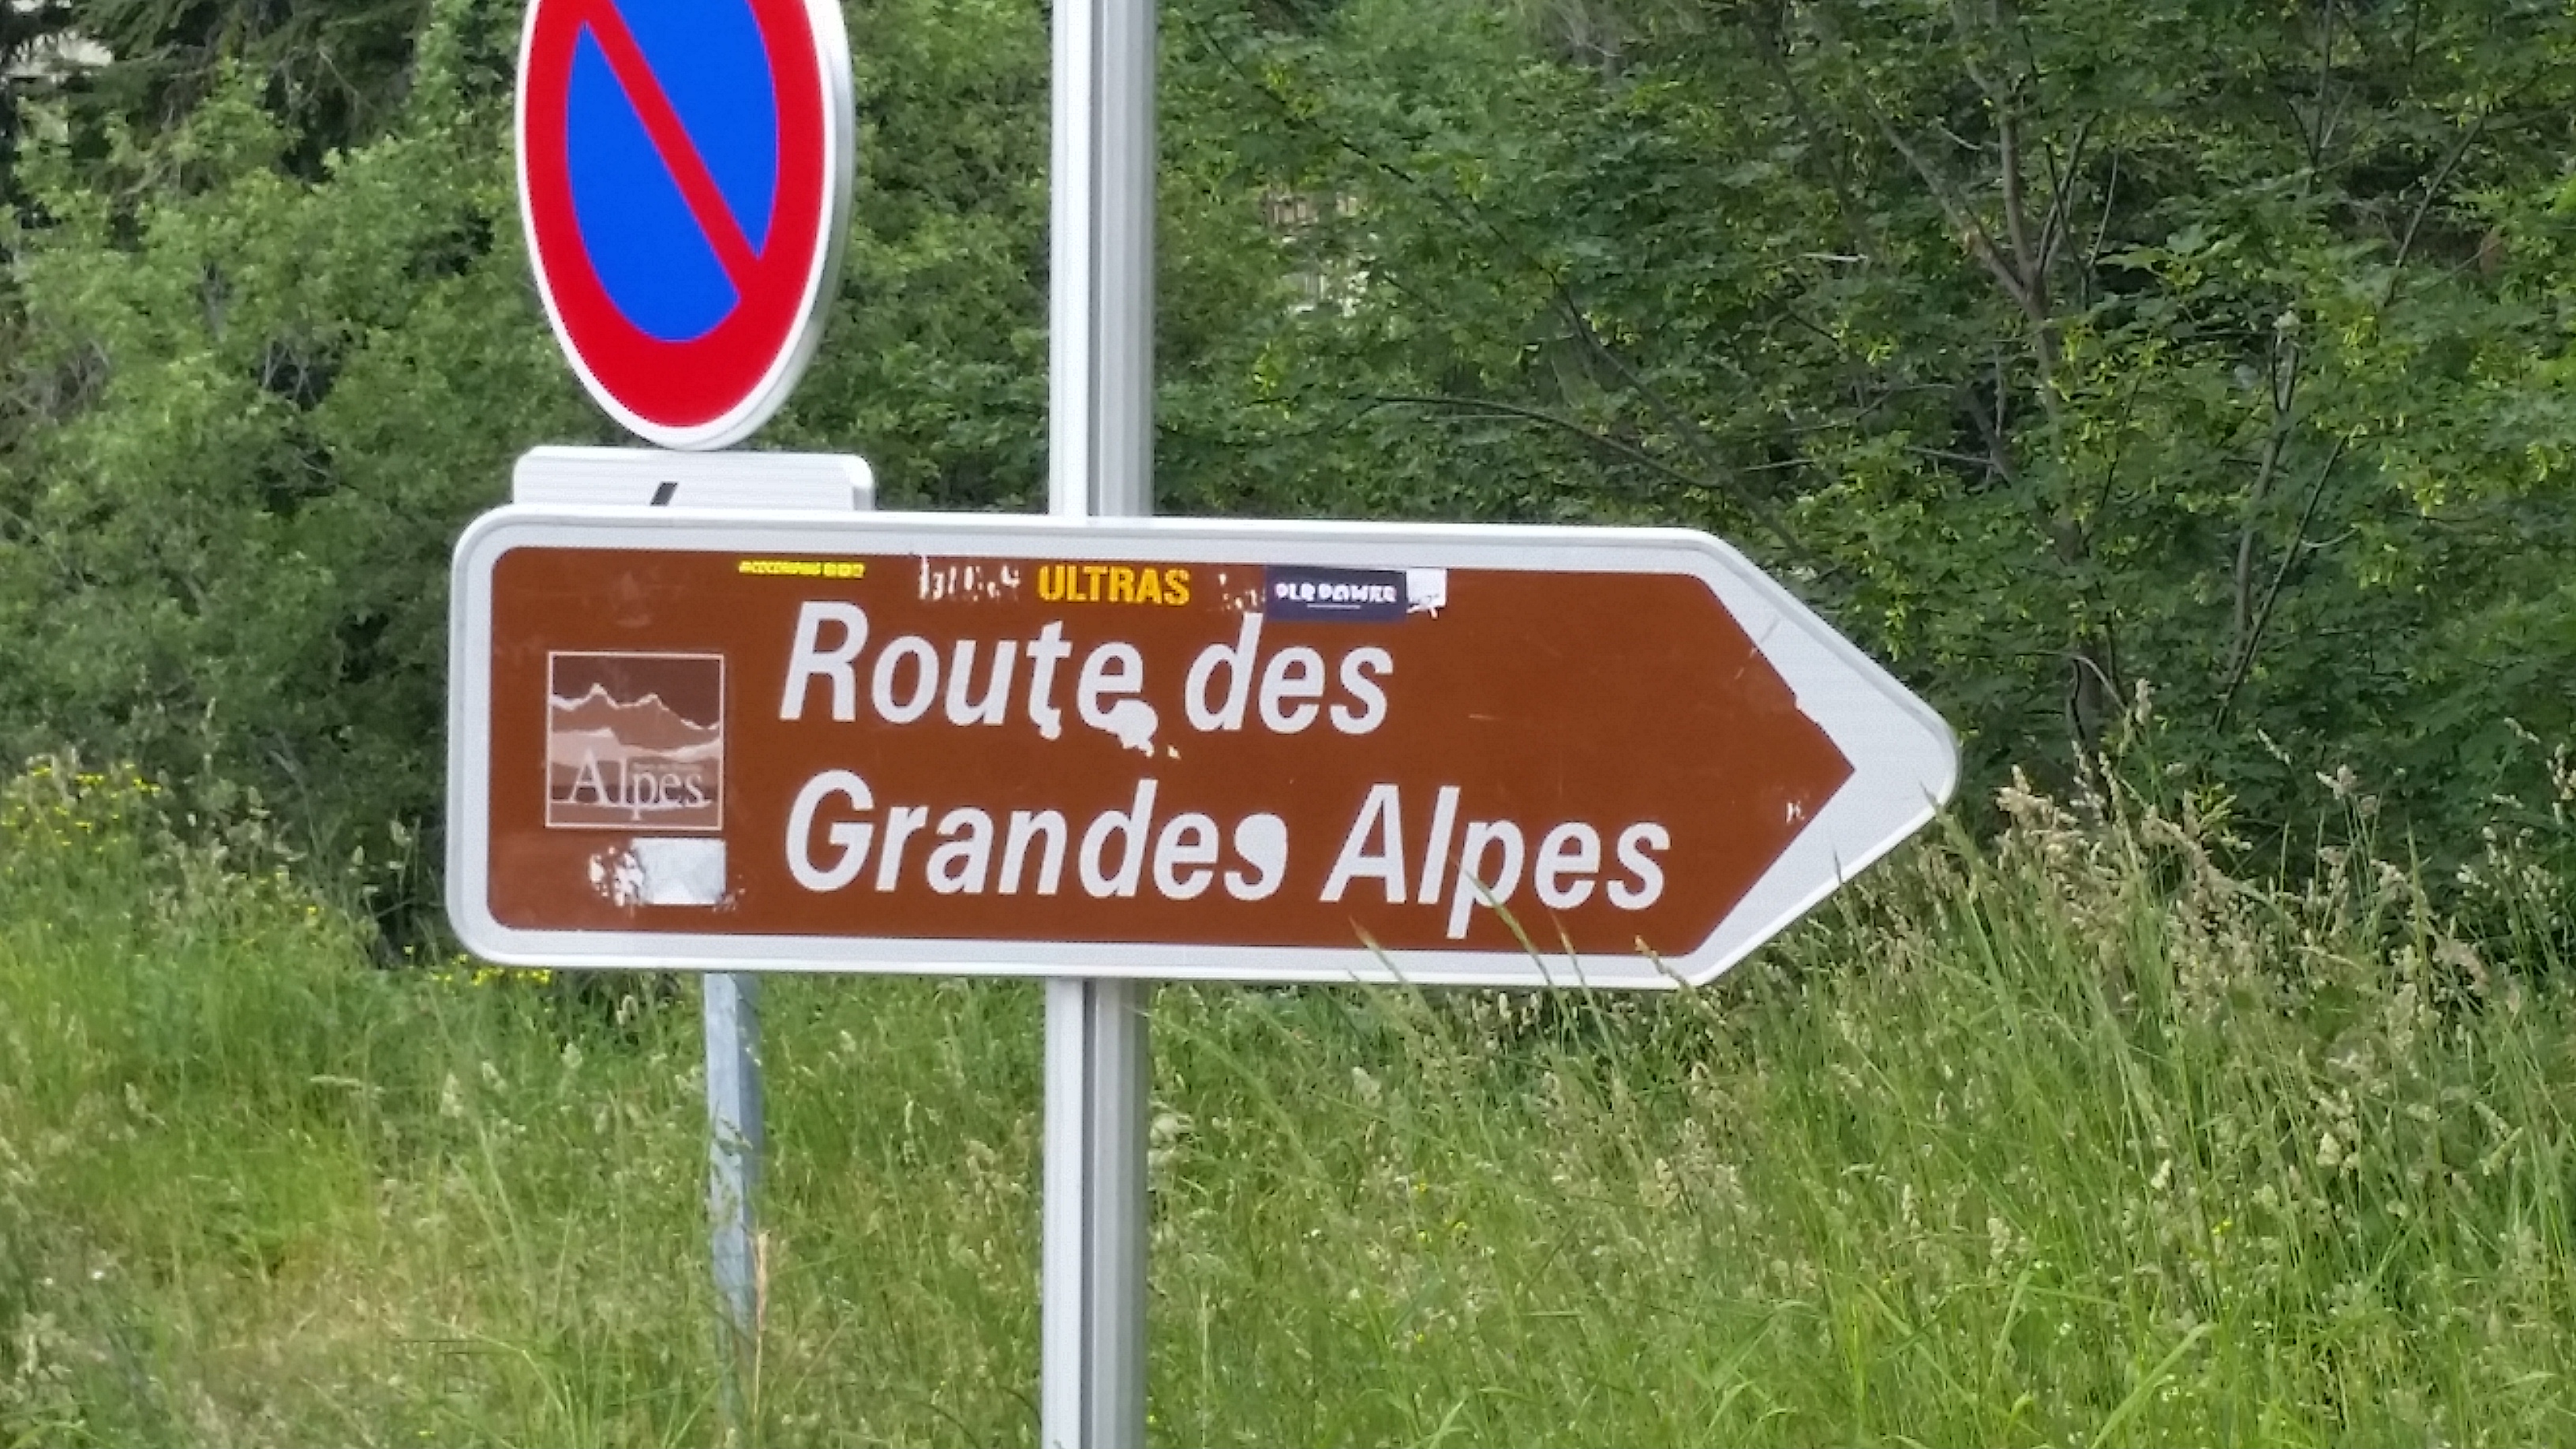 ULTRAS
Route des
Grandes Alpes
Alpes